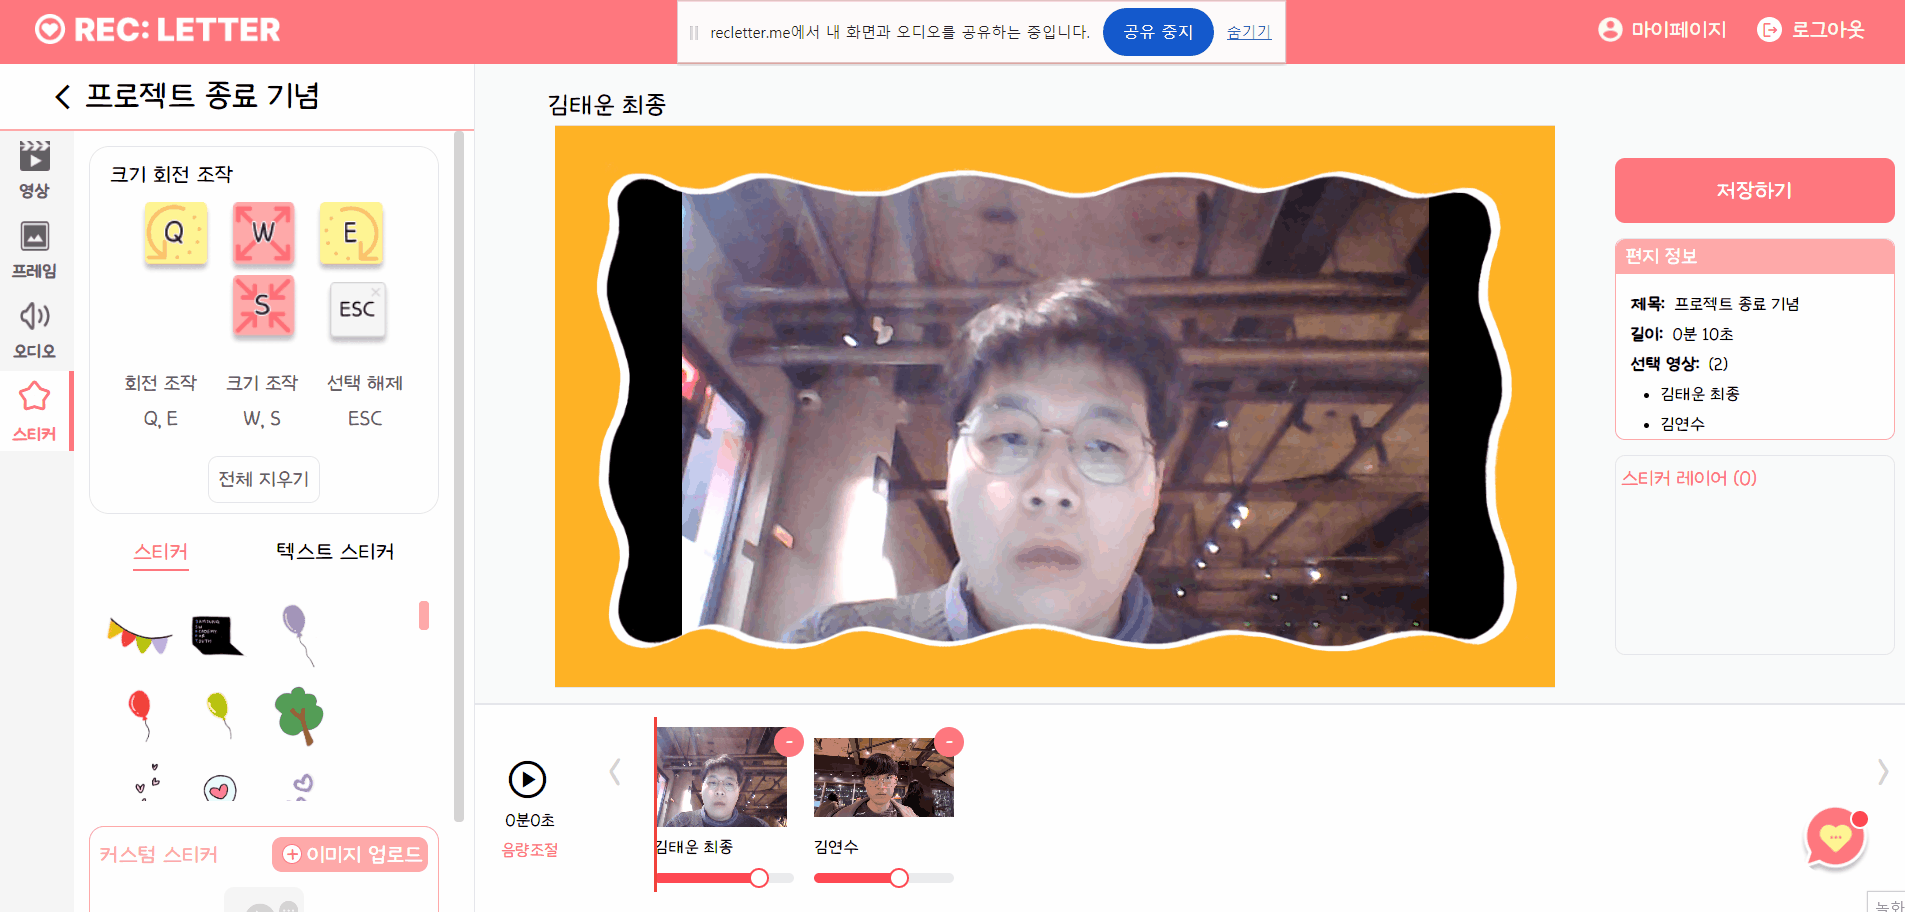 REC: LETTER
recletter.me에서 내 화면과 오디오를 공유하는 중입니다.
공유 중지
숨기기
마이페이지
로그아웃
프로젝트 종료 기념
영상
프레임
오디오
스티커
크기 회전 조작
Q
W
E
S
ESC
회전 조작
크기 조작
선택 해제
Q, E
W, S
ESC
전체 지우기
스티커
텍스트 스티커
커스텀 스티커
이미지 업로드
김태운 최종
저장하기
편지 정보
제목: 프로젝트 종료 기념
길이: 0분 10초
선택 영상: (2)
김태운 최종
김연수
스티커 레이어 (0)
0분0초
음량조절
김태운 최종
김연수
녹화